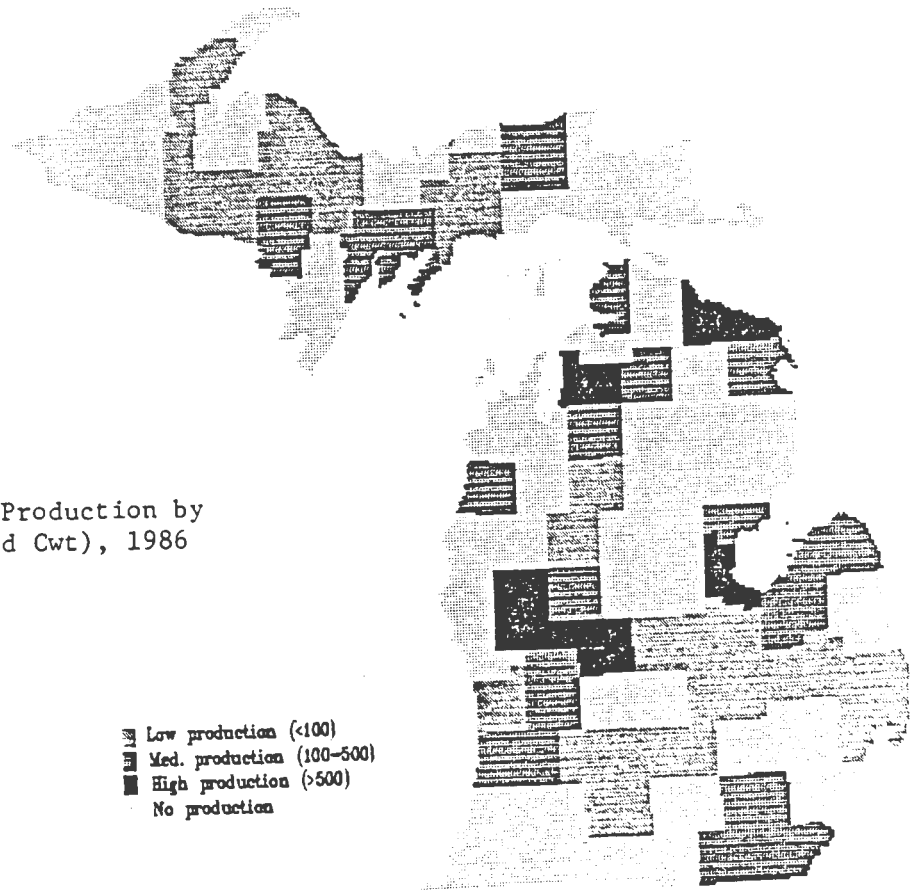 Production by
d Cwt), 1986
Low production (<100)
Med. production (100-500)
High production (>500)
No production